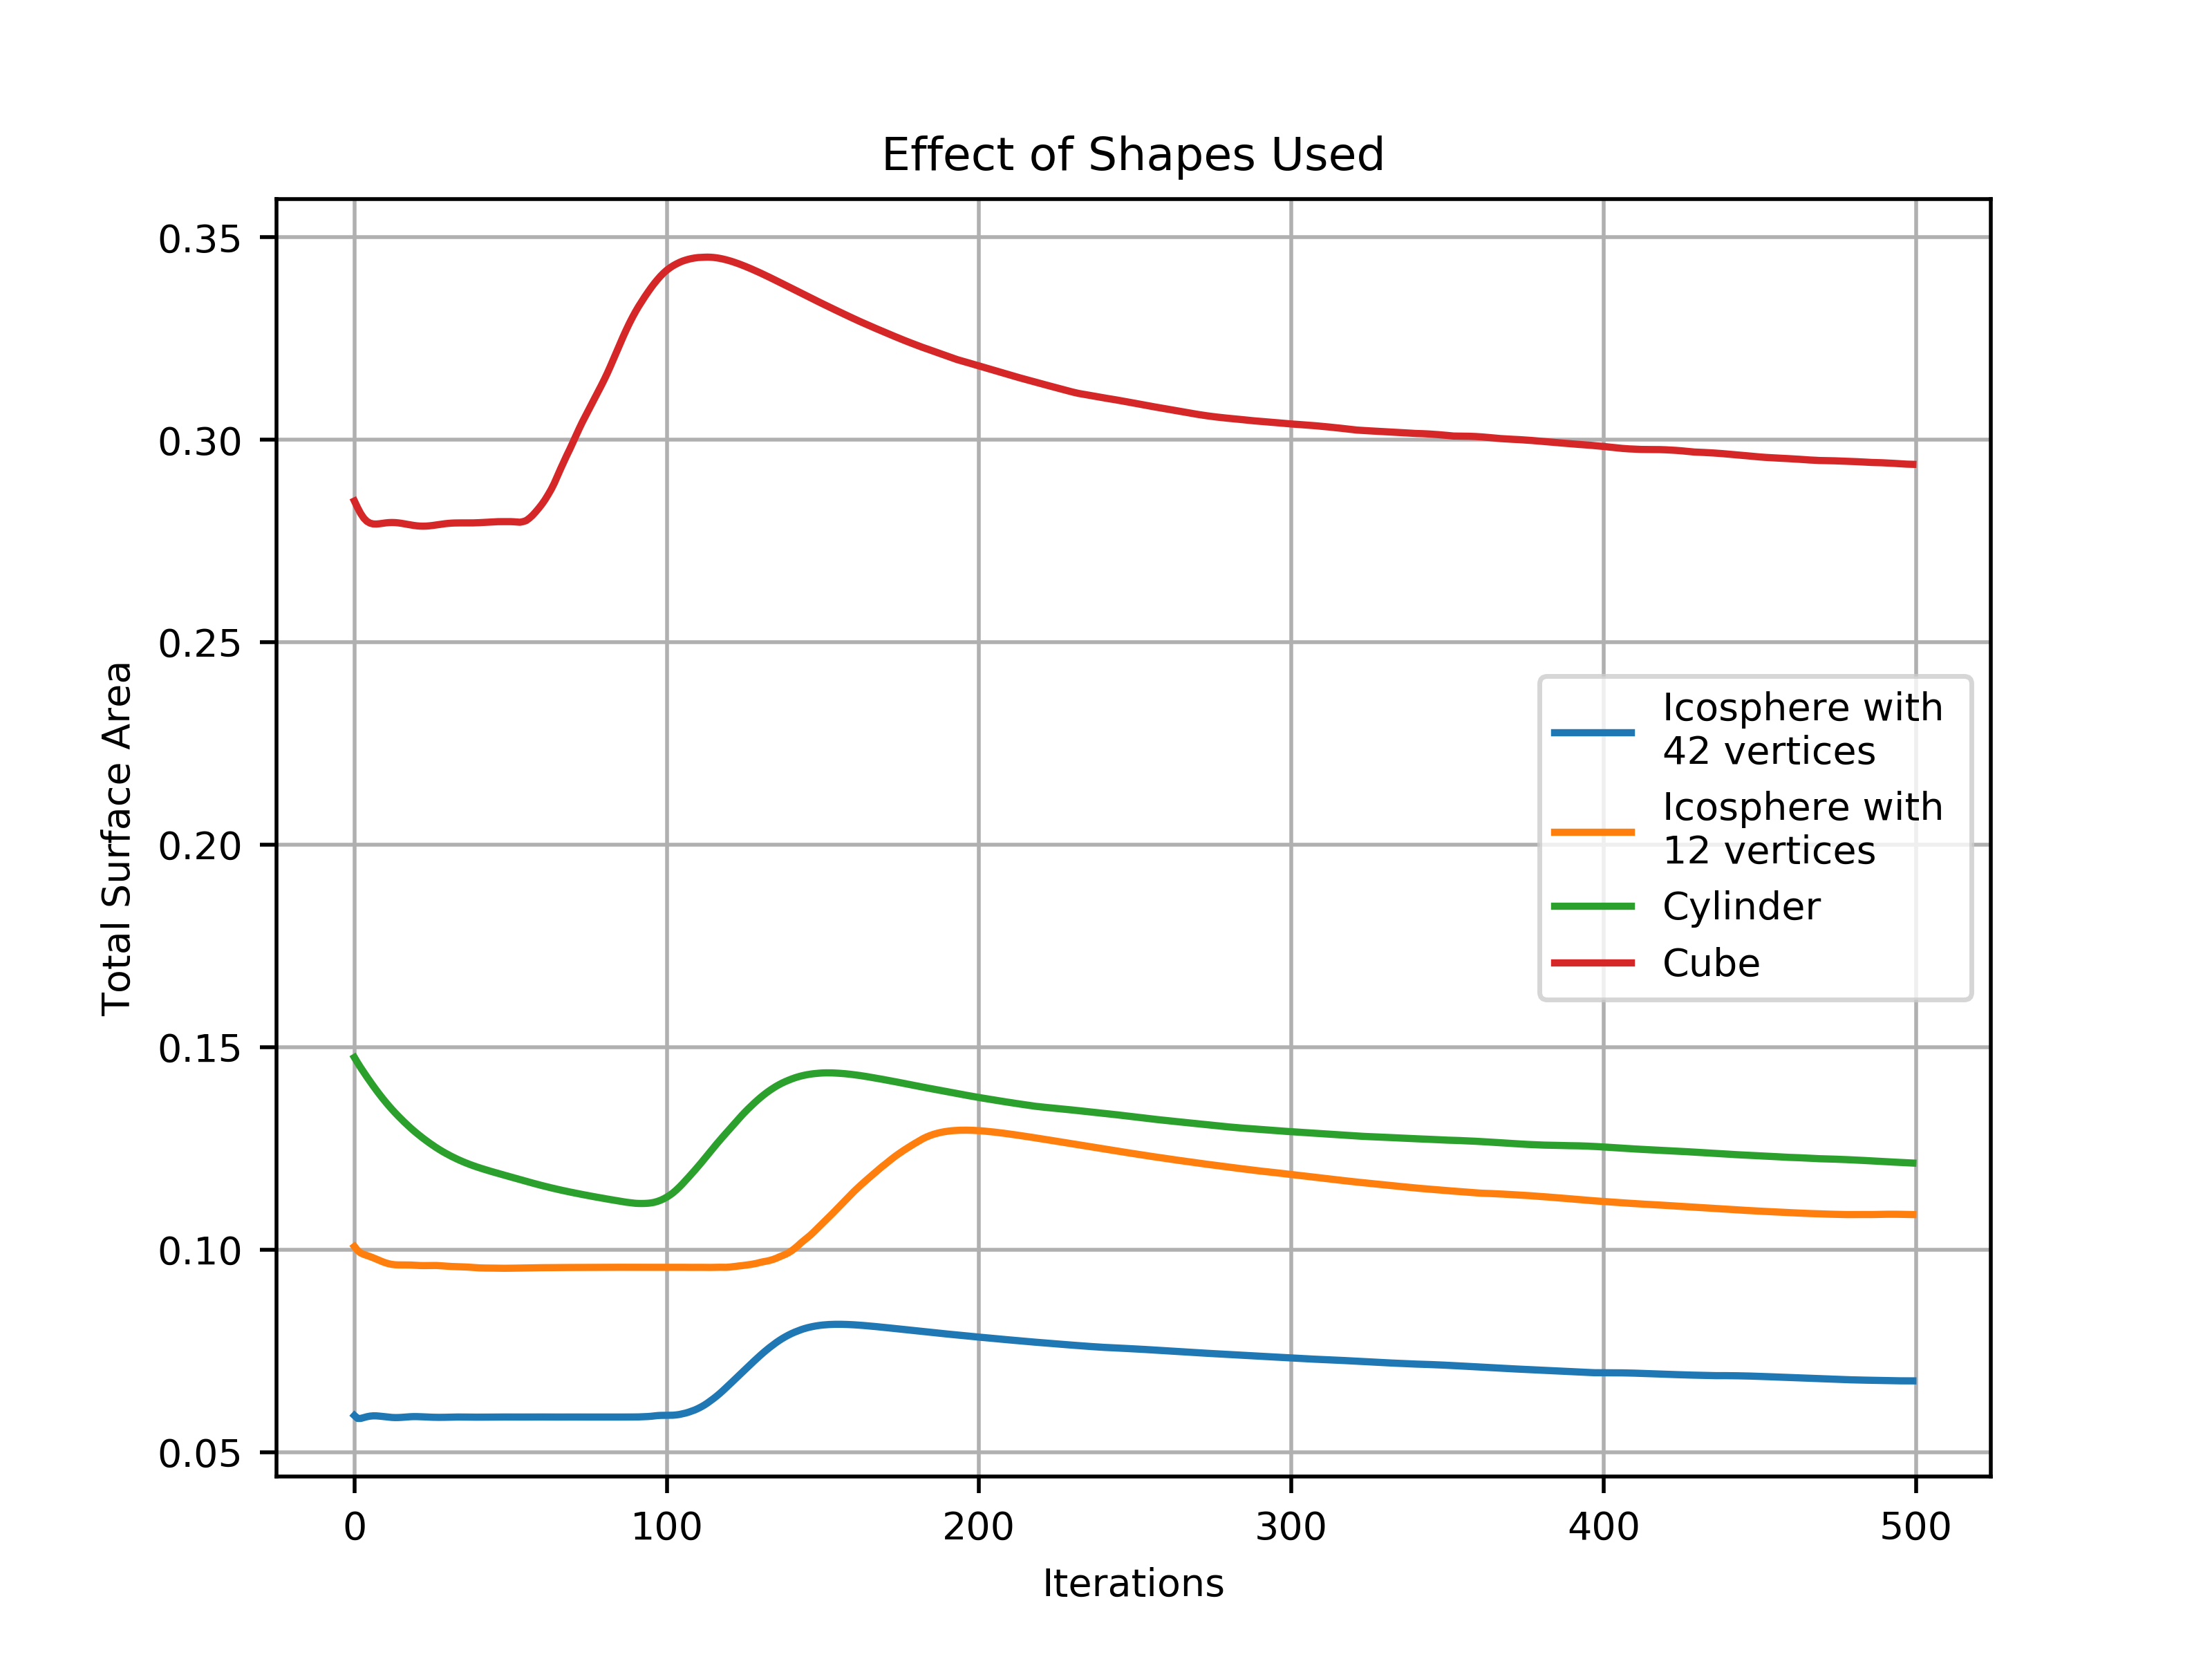 Effect of Shapes Used
0.35
0.30
0.25
0.20
0.15
0.10
0.05
Total Surface Area
Icosphere with
42 vertices
Icosphere with
12 vertices
Cylinder
Cube
0 100 200 300 400 500
Iterations